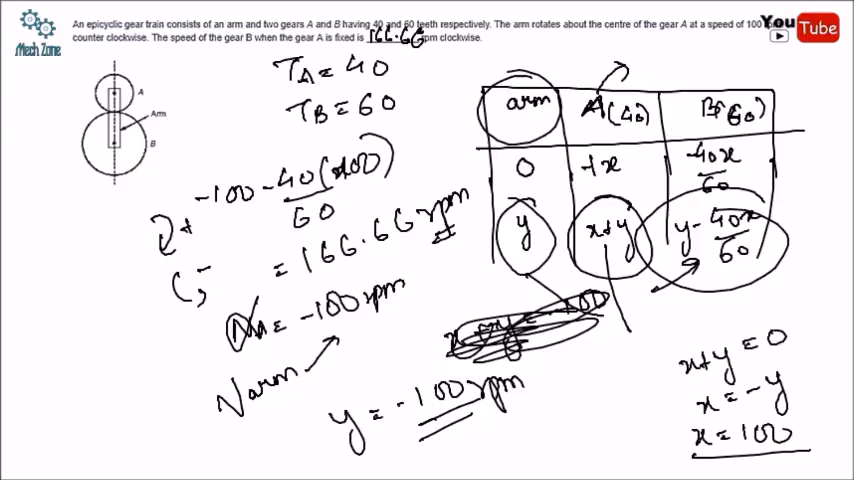 An epicyclic gear train consists of an arm and two gears A and B having 40 and 60 teeth respectively. The arm rotates about the centre of the gear A at a speed of 100
counter clockwise. The speed of the gear B when the gear A is fixed is 166.66 rpm clockwise.
You Tube
Mech Zone
A
Arm
B
TA = 40
TB = 60
-100 - 40(100)
60
= 166.66 rpm
NA = -100 rpm
Narm
y = -100 rpm
arm A(40) B(60)
0 +x -40x
60
y x+y y - 40x
60
x + y = -100
x+y = 0
x = -y
x = 100